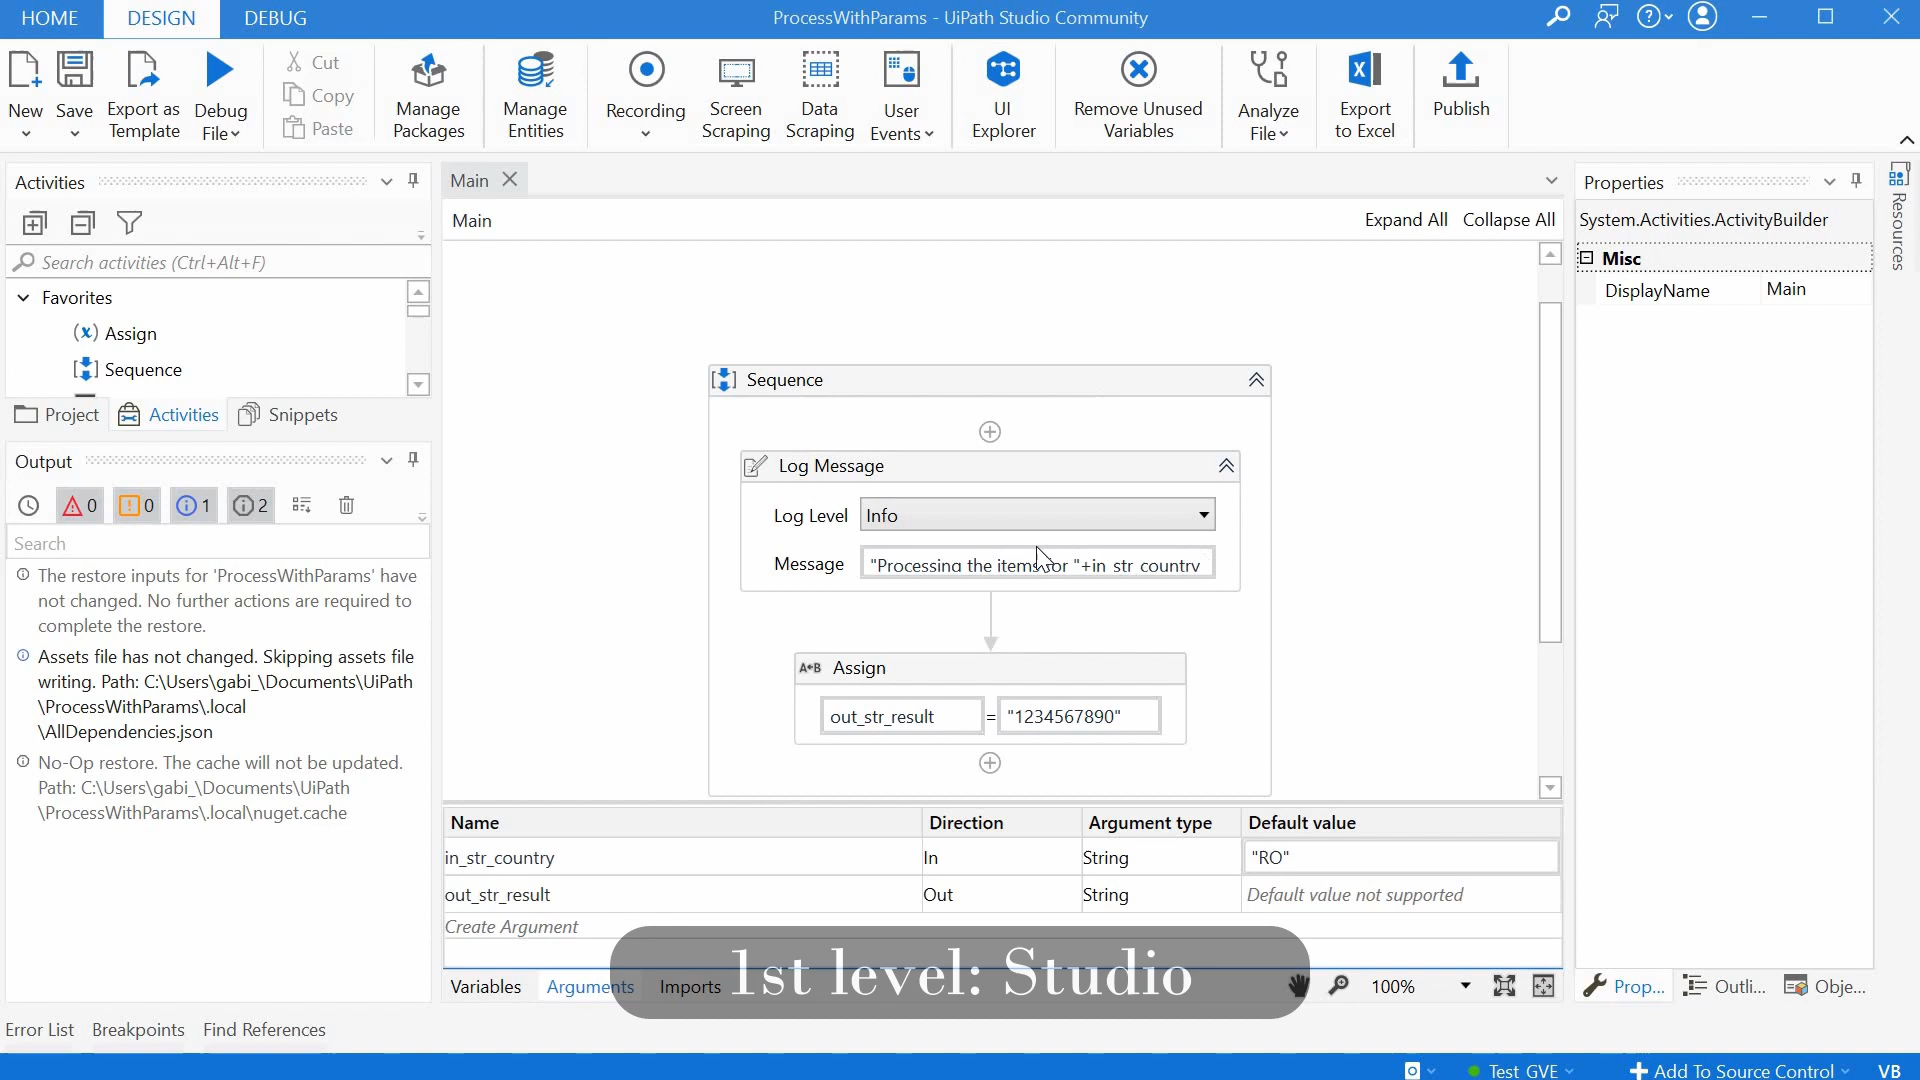 HOME DESIGN DEBUG ProcessWithParams - UiPath Studio Community
New Save Export as Template Debug File Cut Copy Paste Manage Packages Manage Entities Recording Screen Scraping Data Scraping User Events UI Explorer Remove Unused Variables Analyze File Export to Excel Publish
Activities
Search activities (Ctrl+Alt+F)
Favorites
Assign
Sequence
Project Activities Snippets
Output
0 0 1 2
Search
The restore inputs for 'ProcessWithParams' have
not changed. No further actions are required to
complete the restore.
Assets file has not changed. Skipping assets file
writing. Path: C:\Users\gabi_\Documents\UiPath
\ProcessWithParams\.local
\AllDependencies.json
No-Op restore. The cache will not be updated.
Path: C:\Users\gabi_\Documents\UiPath
\ProcessWithParams\.local\nuget.cache
Main
Main Expand All Collapse All
Sequence
Log Message
Log Level Info
Message "Processing the items for "+in_str_country
A←B Assign
out_str_result = "1234567890"
Name Direction Argument type Default value
in_str_country In String "RO"
out_str_result Out String Default value not supported
Create Argument
Variables Arguments Imports 100%
1st level: Studio
Properties
System.Activities.ActivityBuilder
Misc
DisplayName Main
Prop... Outli... Obje...
Resources
Error List Breakpoints Find References
Test GVE Add To Source Control VB